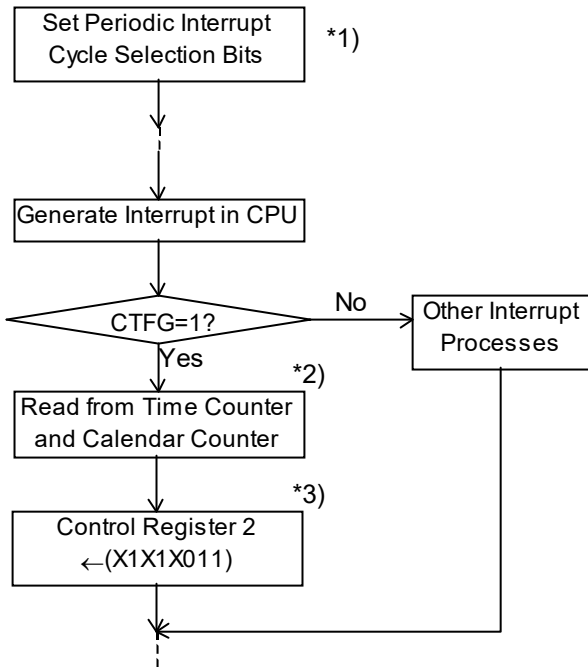 Set Periodic Interrupt
Cycle Selection Bits
*1)
Generate Interrupt in CPU
CTFG=1?
No
Other Interrupt
Processes
Yes
*2)
Read from Time Counter
and Calendar Counter
*3)
Control Register 2
←(X1X1X011)